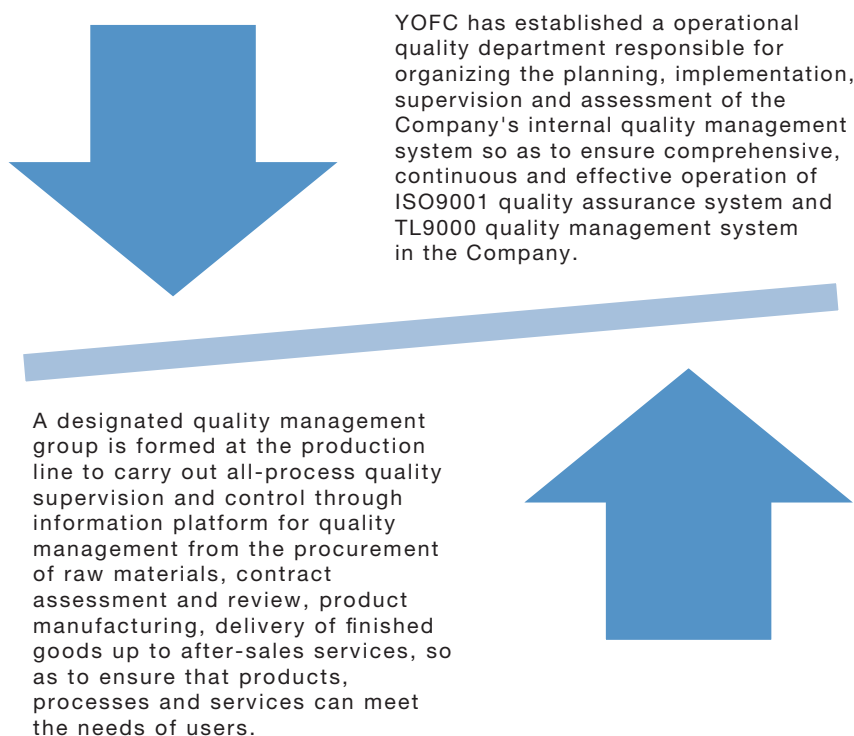 YOFC has established a operational
quality department responsible for
organizing the planning, implementation,
supervision and assessment of the
Company's internal quality management
system so as to ensure comprehensive,
continuous and effective operation of
ISO9001 quality assurance system and
TL9000 quality management system
in the Company.
A designated quality management
group is formed at the production
line to carry out all-process quality
supervision and control through
information platform for quality
management from the procurement
of raw materials, contract
assessment and review, product
manufacturing, delivery of finished
goods up to after-sales services, so
as to ensure that products,
processes and services can meet
the needs of users.